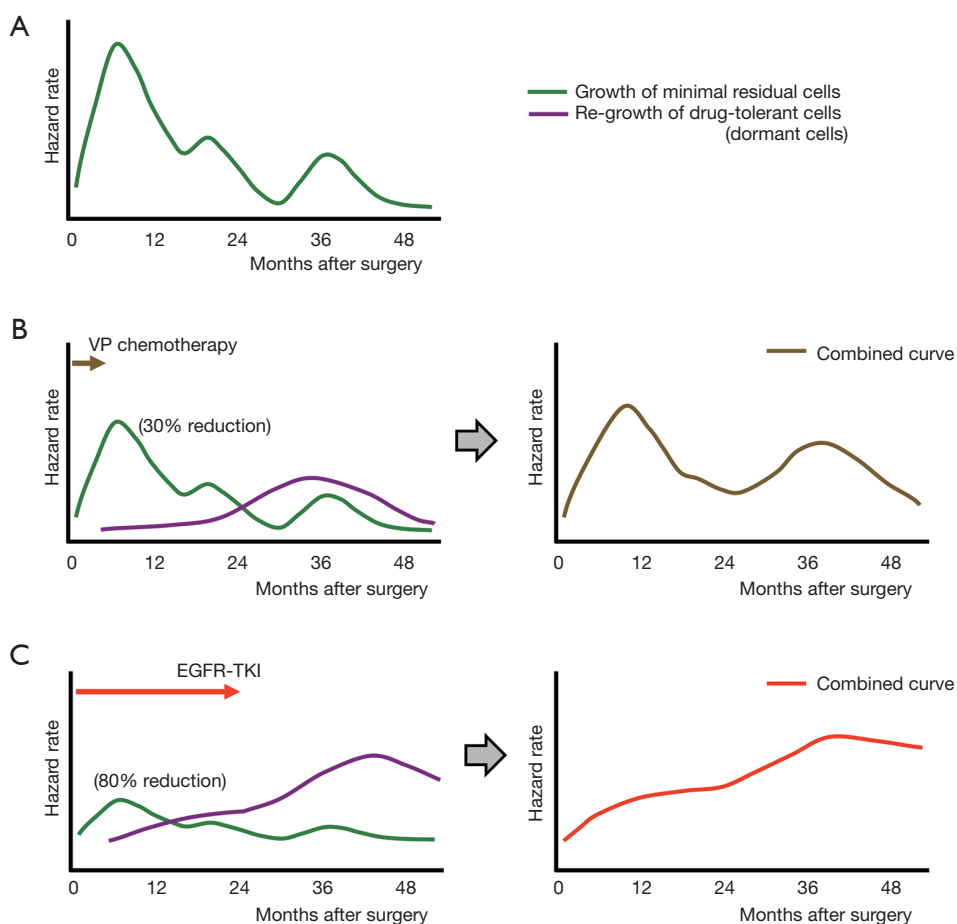 A
Hazard rate
0 12 24 36 48
Months after surgery
Growth of minimal residual cells
Re-growth of drug-tolerant cells
(dormant cells)
B
VP chemotherapy
Hazard rate
(30% reduction)
0 12 24 36 48
Months after surgery
Combined curve
Hazard rate
0 12 24 36 48
Months after surgery
C
EGFR-TKI
Hazard rate
(80% reduction)
0 12 24 36 48
Months after surgery
Combined curve
Hazard rate
0 12 24 36 48
Months after surgery